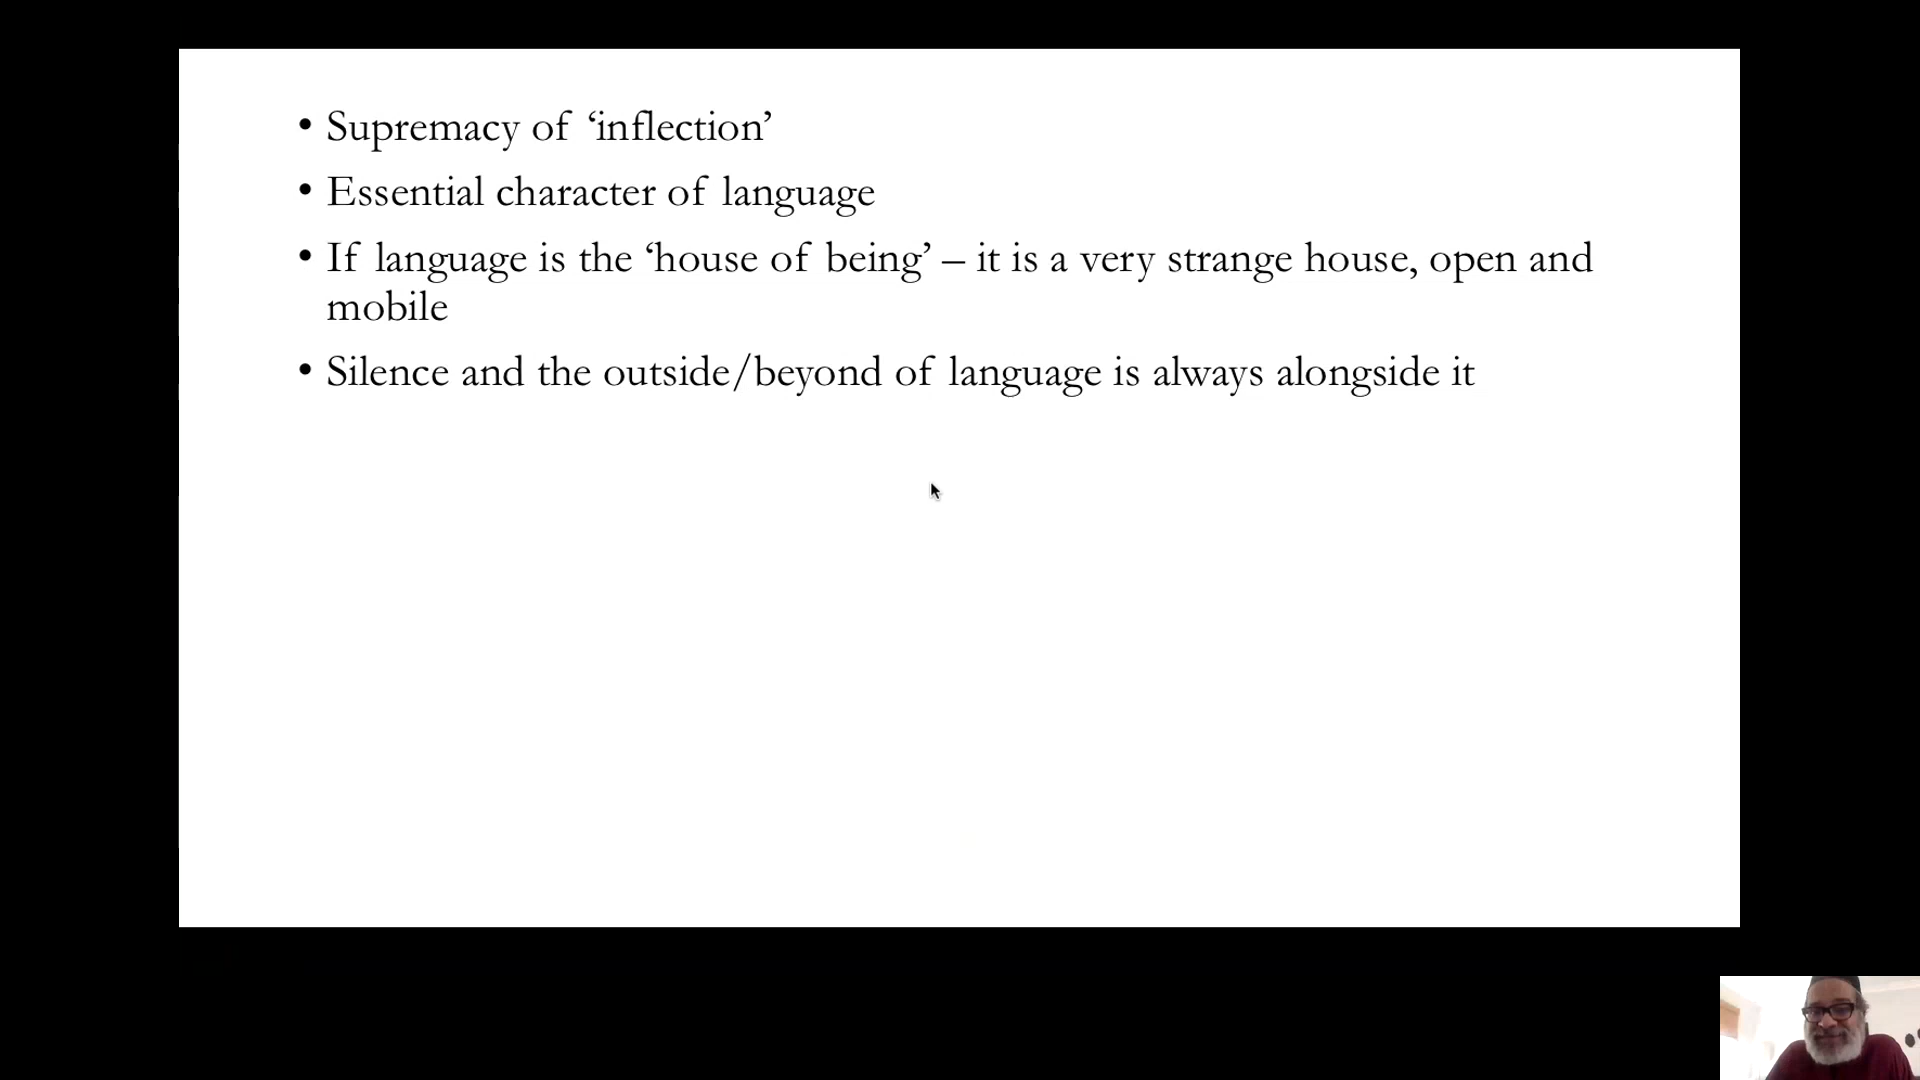 • Supremacy of ‘inflection’
• Essential character of language
• If language is the ‘house of being’ – it is a very strange house, open and
mobile
• Silence and the outside/beyond of language is always alongside it